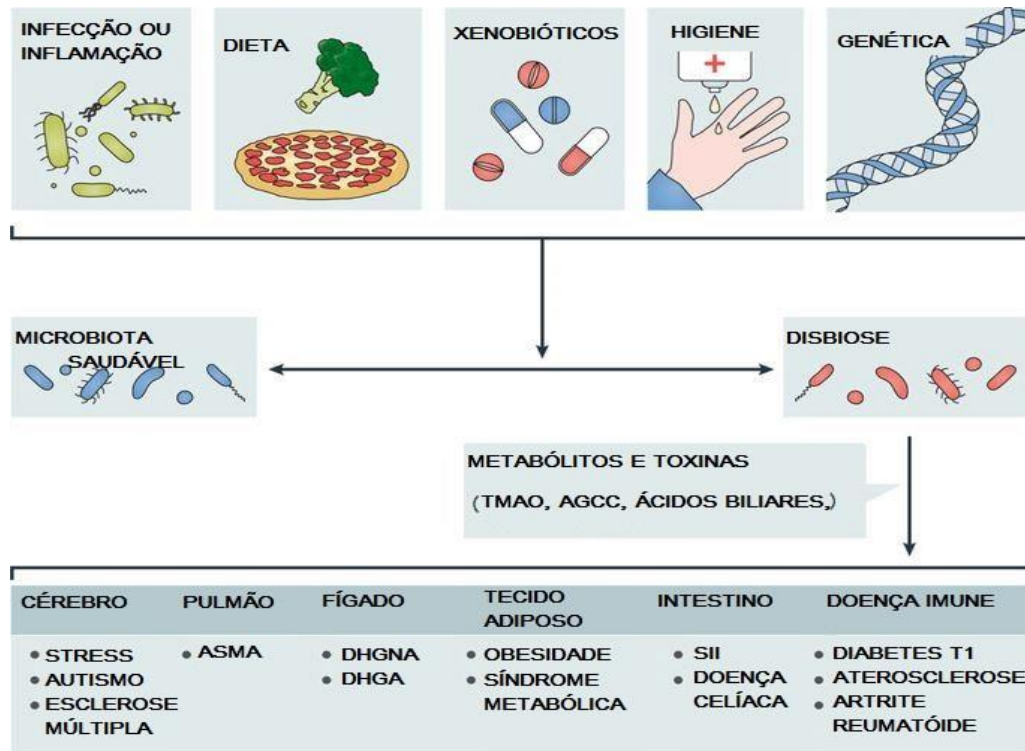 INFECÇÃO OU
INFLAMAÇÃO
DIETA
XENOBIÓTICOS
HIGIENE
GENÉTICA
MICROBIOTA
SAUDÁVEL
DISBIOSE
METABÓLITOS E TOXINAS
(TMAO, AGCC, ÁCIDOS BILIARES,)
CÉREBRO
• STRESS
• AUTISMO
• ESCLEROSE
MÚLTIPLA
PULMÃO
• ASMA
FÍGADO
• DHGNA
• DHGA
TECIDO
ADIPOSO
• OBESIDADE
• SÍNDROME
METABÓLICA
INTESTINO
• SII
• DOENÇA
CELÍACA
DOENÇA IMUNE
• DIABETES T1
• ATEROSCLEROSE
• ARTRITE
REUMATÓIDE